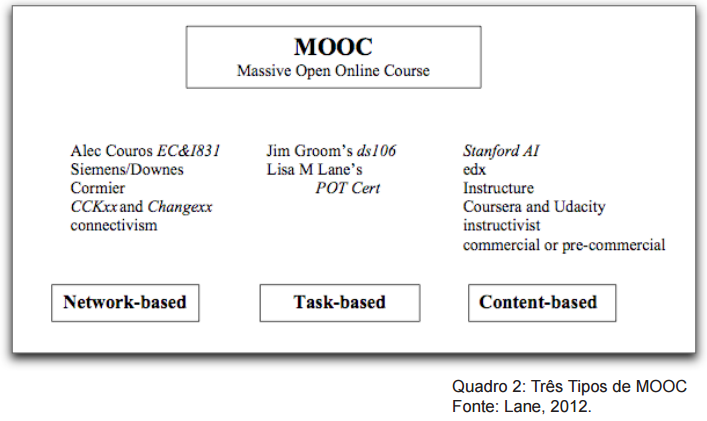 MOOC
Massive Open Online Course
Alec Couros EC&I831
Siemens/Downes
Cormier
CCKxx and Changexx
connectivism
Network-based
Jim Groom's ds106
Lisa M Lane's
POT Cert
Task-based
Stanford AI
edx
Instructure
Coursera and Udacity
instructivist
commercial or pre-commercial
Content-based
Quadro 2: Três Tipos de MOOC
Fonte: Lane, 2012.